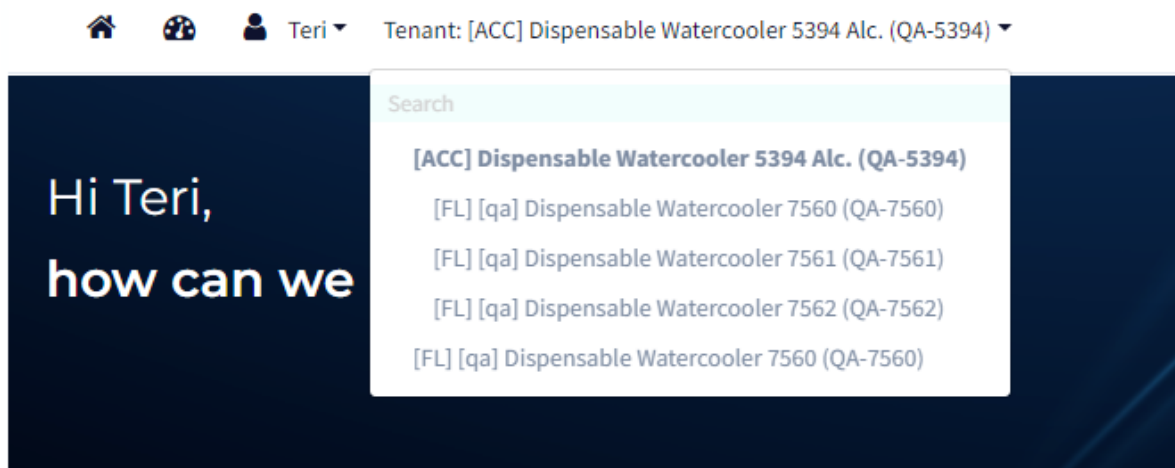 Teri Tenant: [ACC] Dispensable Watercooler 5394 Alc. (QA-5394)
Search
[ACC] Dispensable Watercooler 5394 Alc. (QA-5394)
[FL] [qa] Dispensable Watercooler 7560 (QA-7560)
[FL] [qa] Dispensable Watercooler 7561 (QA-7561)
[FL] [qa] Dispensable Watercooler 7562 (QA-7562)
[FL] [qa] Dispensable Watercooler 7560 (QA-7560)
Hi Teri,
how can we